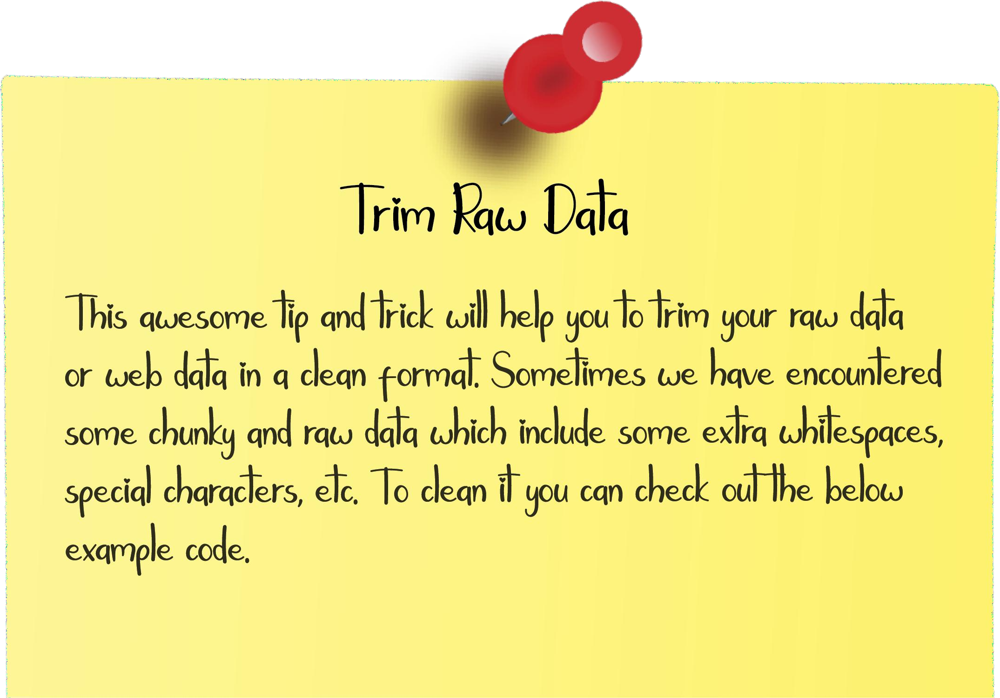 Trim Raw Data
This awesome tip and trick will help you to trim your raw data
or web data in a clean format. Sometimes we have encountered
some chunky and raw data which include some extra whitespaces,
special characters, etc. To clean it you can check out the below
example code.